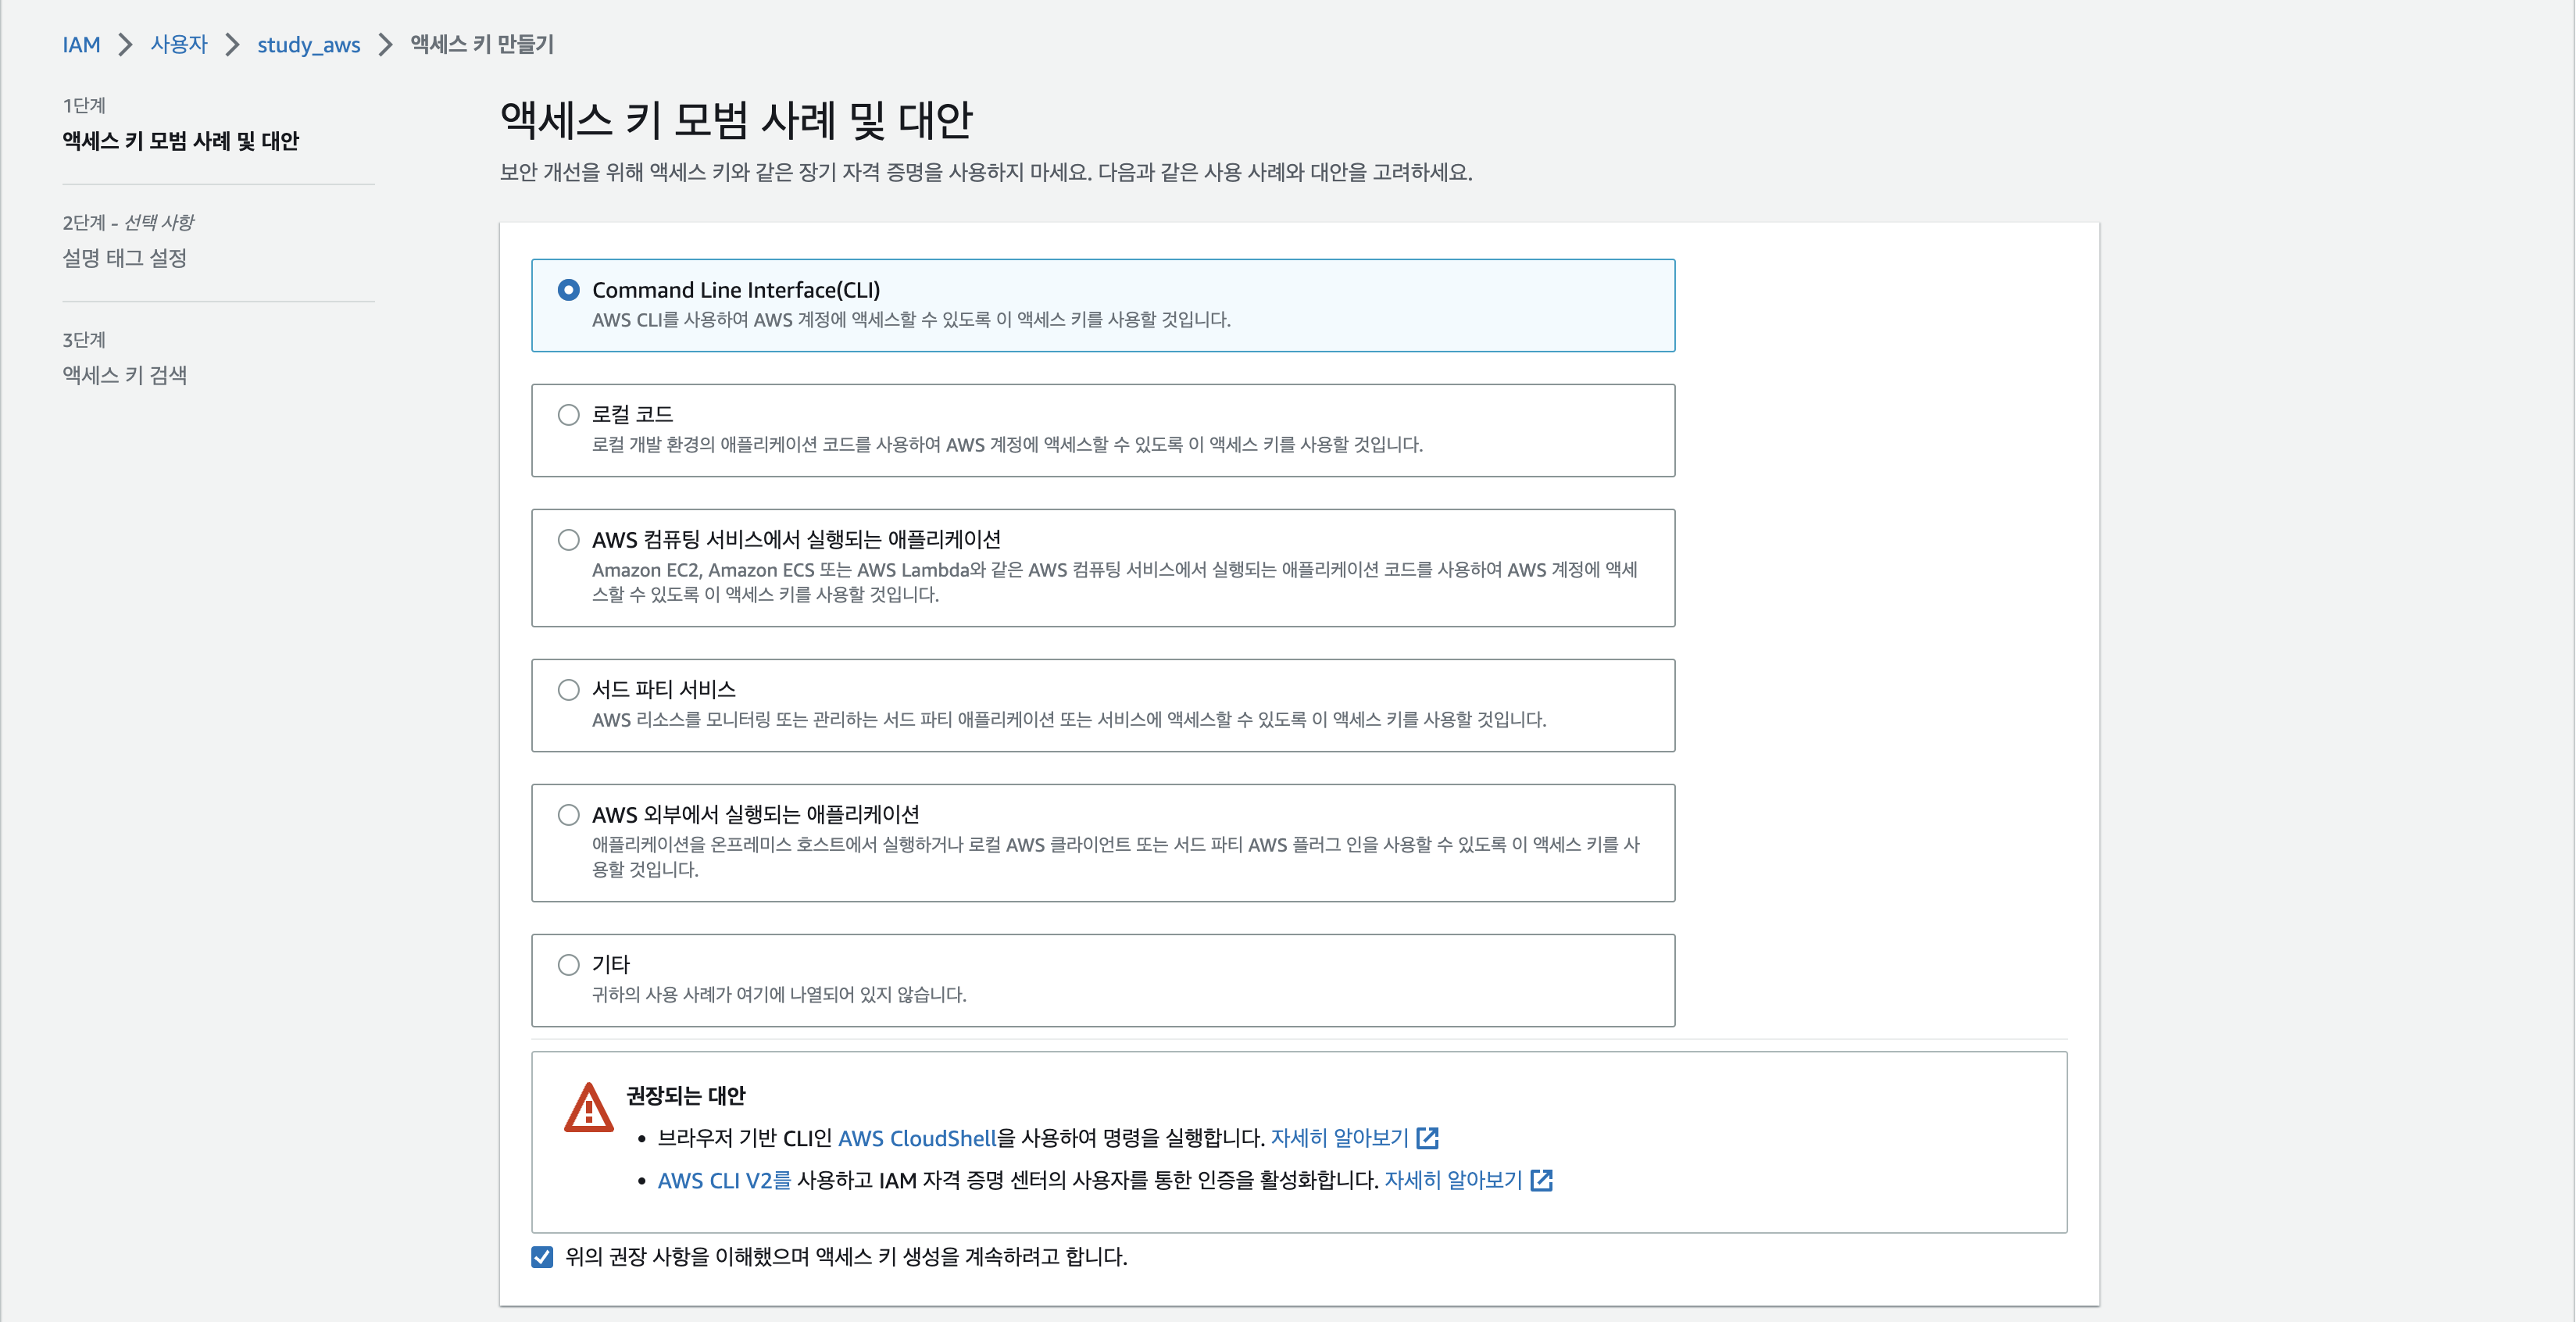 IAM > 사용자 > study_aws > 액세스 키 만들기
1단계
액세스 키 모범 사례 및 대안
2단계 - 선택 사항
설명 태그 설정
3단계
액세스 키 검색
액세스 키 모범 사례 및 대안
보안 개선을 위해 액세스 키와 같은 장기 자격 증명을 사용하지 마세요. 다음과 같은 사용 사례와 대안을 고려하세요.
Command Line Interface(CLI)
AWS CLI를 사용하여 AWS 계정에 액세스할 수 있도록 이 액세스 키를 사용할 것입니다.
로컬 코드
로컬 개발 환경의 애플리케이션 코드를 사용하여 AWS 계정에 액세스할 수 있도록 이 액세스 키를 사용할 것입니다.
AWS 컴퓨팅 서비스에서 실행되는 애플리케이션
Amazon EC2, Amazon ECS 또는 AWS Lambda와 같은 AWS 컴퓨팅 서비스에서 실행되는 애플리케이션 코드를 사용하여 AWS 계정에 액세
스할 수 있도록 이 액세스 키를 사용할 것입니다.
서드 파티 서비스
AWS 리소스를 모니터링 또는 관리하는 서드 파티 애플리케이션 또는 서비스에 액세스할 수 있도록 이 액세스 키를 사용할 것입니다.
AWS 외부에서 실행되는 애플리케이션
애플리케이션을 온프레미스 호스트에서 실행하거나 로컬 AWS 클라이언트 또는 서드 파티 AWS 플러그 인을 사용할 수 있도록 이 액세스 키를 사
용할 것입니다.
기타
귀하의 사용 사례가 여기에 나열되어 있지 않습니다.
권장되는 대안
• 브라우저 기반 CLI인 AWS CloudShell을 사용하여 명령을 실행합니다. 자세히 알아보기
• AWS CLI V2를 사용하고 IAM 자격 증명 센터의 사용자를 통한 인증을 활성화합니다. 자세히 알아보기
위의 권장 사항을 이해했으며 액세스 키 생성을 계속하려고 합니다.